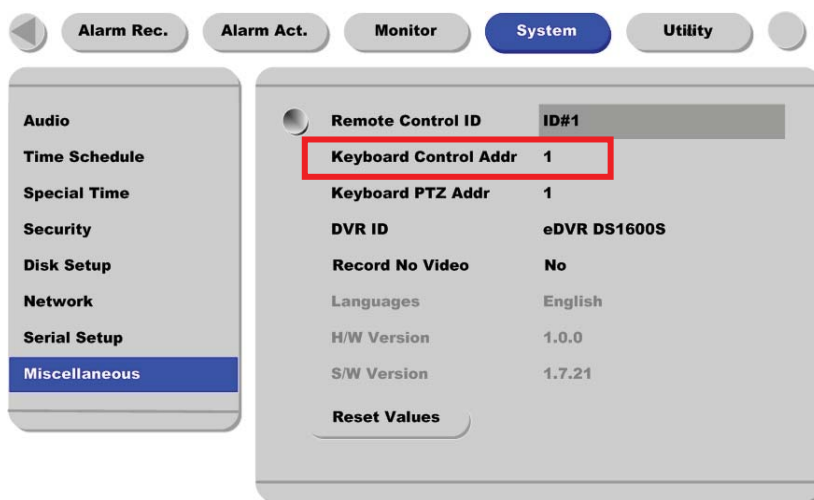 Alarm Rec. Alarm Act. Monitor System Utility
Audio
Time Schedule
Special Time
Security
Disk Setup
Network
Serial Setup
Miscellaneous
Remote Control ID ID#1
Keyboard Control Addr 1
Keyboard PTZ Addr 1
DVR ID eDVR DS1600S
Record No Video No
Languages English
H/W Version 1.0.0
S/W Version 1.7.21
Reset Values